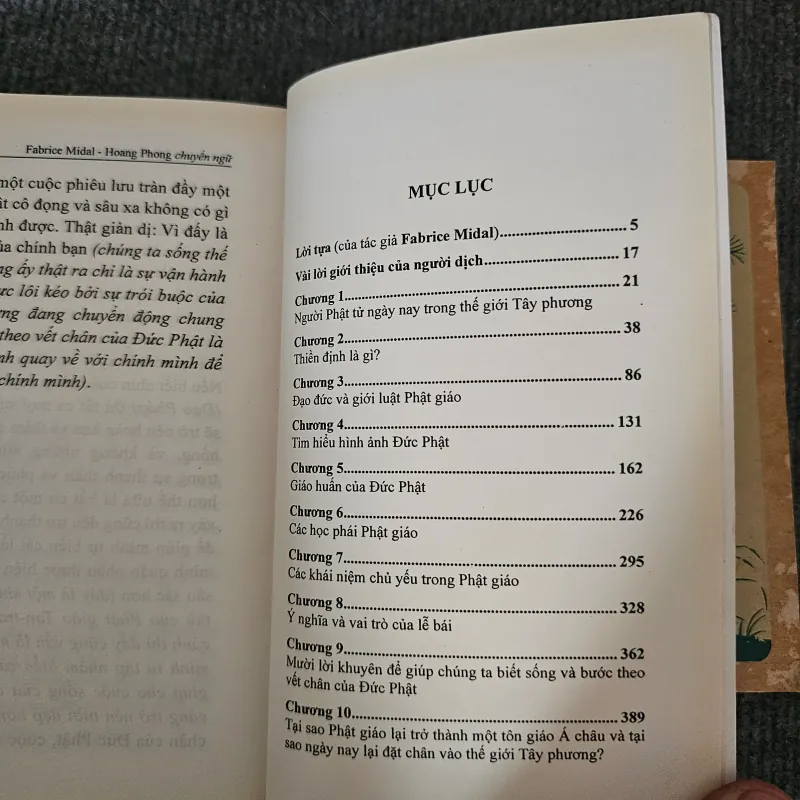 Fabrice Midal - Hoang Phong chuyển ngữ
một cuộc phiêu lưu tràn đầy một
ật cô đọng và sâu xa không có gì
nh được. Thật giản dị: Vì đấy là
ủa chính bạn (chúng ta sống thế
ng ấy thật ra chỉ là sự vận hành
ực lôi kéo bởi sự trói buộc của
ng đang chuyển động chung
theo vết chân của Đức Phật là
nh quay về với chính mình để
chính mình).
MỤC LỤC
Lời tựa (của tác giả Fabrice Midal)........ 5
Vài lời giới thiệu của người dịch........ 17
Chương 1........ 21
Người Phật tử ngày nay trong thế giới Tây phương
Chương 2........ 38
Thiền định là gì?
Chương 3........ 86
Đạo đức và giới luật Phật giáo
Chương 4........ 131
Tìm hiểu hình ảnh Đức Phật
Chương 5........ 162
Giáo huấn của Đức Phật
Chương 6........ 226
Các học phái Phật giáo
Chương 7........ 295
Các khái niệm chủ yếu trong Phật giáo
Chương 8........ 328
Ý nghĩa và vai trò của lễ bái
Chương 9........ 362
Mười lời khuyên để giúp chúng ta biết sống và bước theo
vết chân của Đức Phật
Chương 10........ 389
Tại sao Phật giáo lại trở thành một tôn giáo Á châu và tại
sao ngày nay lại đặt chân vào thế giới Tây phương?